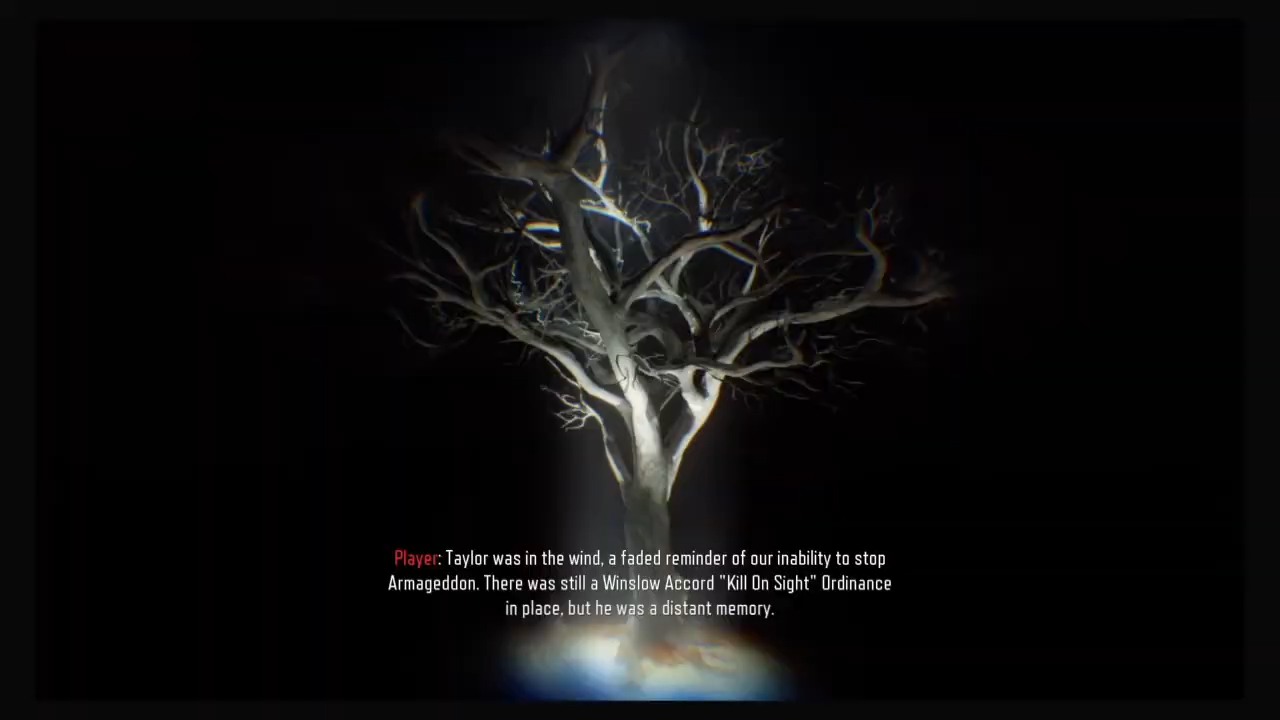 Player: Taylor was in the wind, a faded reminder of our inability to stop
Armageddon. There was still a Winslow Accord "Kill On Sight" Ordinance
in place, but he was a distant memory.